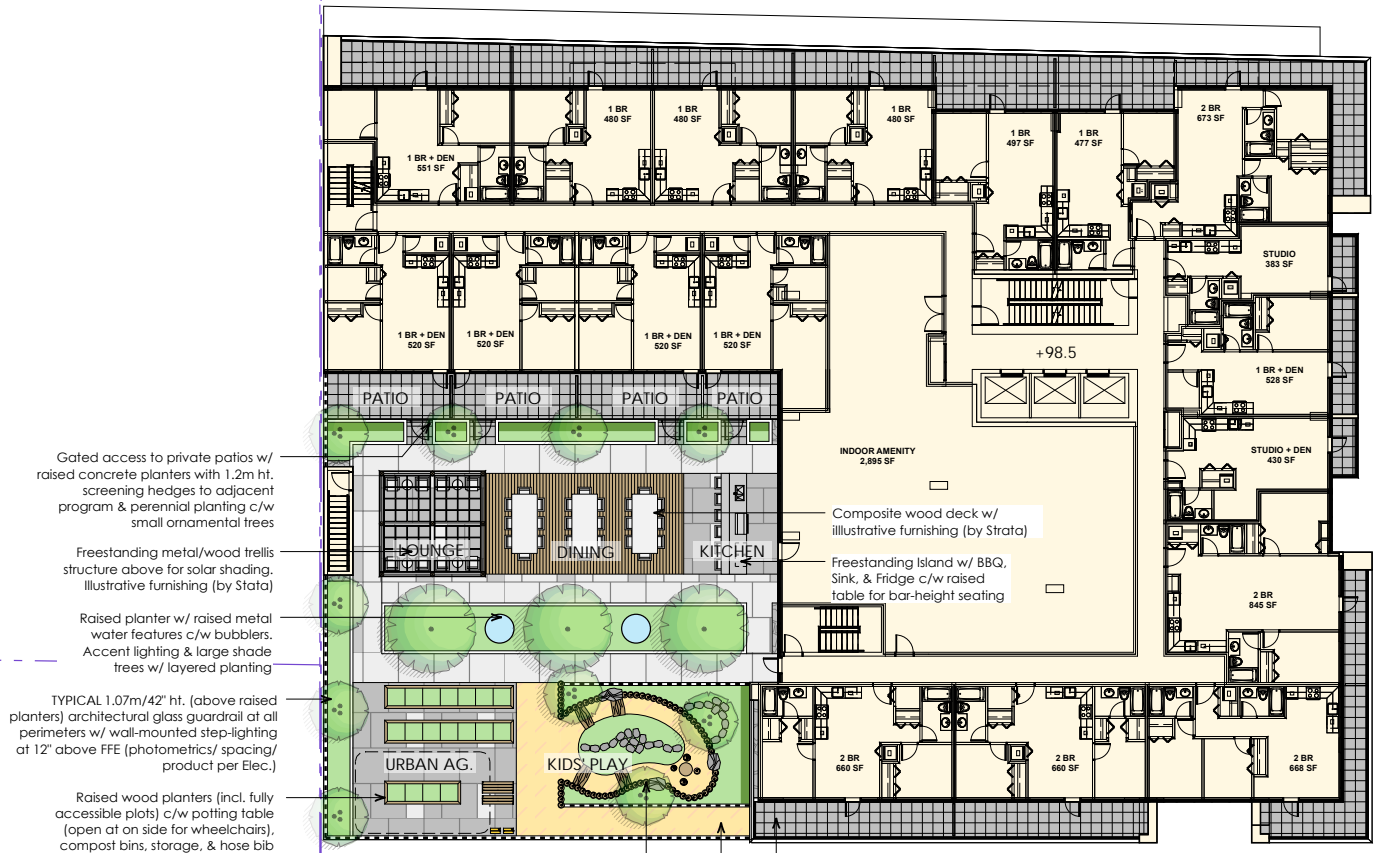 1 BR + DEN
551 SF
1 BR
480 SF
1 BR
480 SF
1 BR
480 SF
1 BR
497 SF
1 BR
477 SF
2 BR
673 SF
STUDIO
383 SF
1 BR + DEN
520 SF
1 BR + DEN
520 SF
1 BR + DEN
520 SF
1 BR + DEN
520 SF
+98.5
1 BR + DEN
528 SF
PATIO
PATIO
PATIO
PATIO
INDOOR AMENITY
2,895 SF
STUDIO + DEN
430 SF
Gated access to private patios w/
raised concrete planters with 1.2m ht.
screening hedges to adjacent
program & perennial planting c/w
small ornamental trees
Freestanding metal/wood trellis
structure above for solar shading.
Illustrative furnishing (by Stata)
LOUNGE
DINING
KITCHEN
Composite wood deck w/
illlustrative furnishing (by Strata)
Freestanding Island w/ BBQ,
Sink, & Fridge c/w raised
table for bar-height seating
2 BR
845 SF
Raised planter w/ raised metal
water features c/w bubblers.
Accent lighting & large shade
trees w/ layered planting
TYPICAL 1.07m/42" ht. (above raised
planters) architectural glass guardrail at all
perimeters w/ wall-mounted step-lighting
at 12" above FFE (photometrics/ spacing/
product per Elec.)
URBAN AG.
KIDS' PLAY
2 BR
660 SF
2 BR
660 SF
2 BR
668 SF
Raised wood planters (incl. fully
accessible plots) c/w potting table
(open at on side for wheelchairs),
compost bins, storage, & hose bib